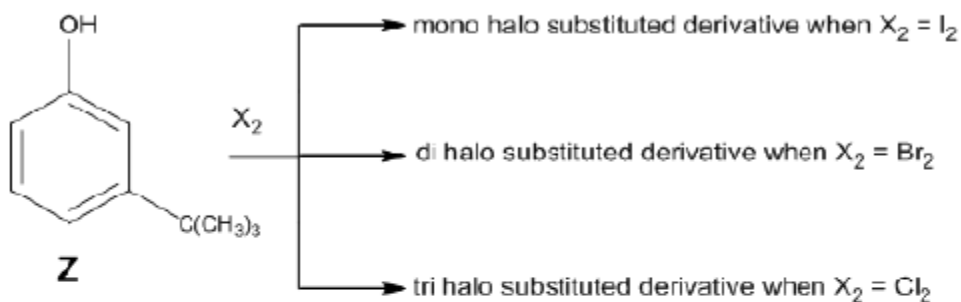 OH
mono halo substituted derivative when X₂ = I₂
X₂
di halo substituted derivative when X₂ = Br₂
C(CH₃)₃
Z
tri halo substituted derivative when X₂ = Cl₂